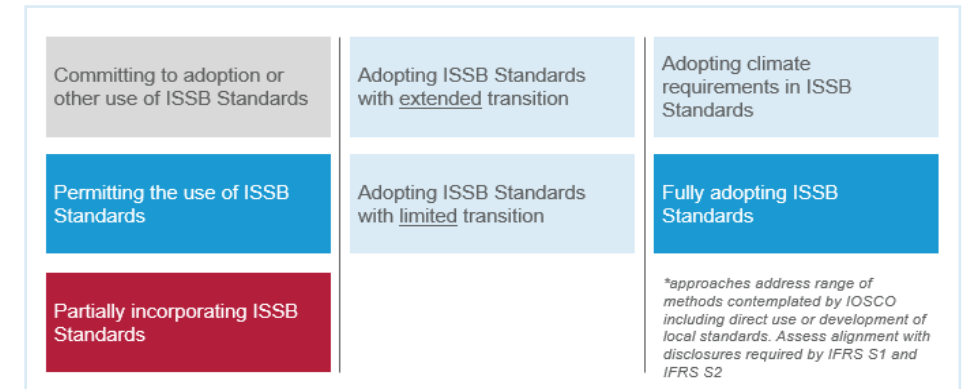 Committing to adoption or
other use of ISSB Standards
Permitting the use of ISSB
Standards
Partially incorporating ISSB
Standards
Adopting ISSB Standards
with extended transition
Adopting ISSB Standards
with limited transition
Adopting climate
requirements in ISSB
Standards
Fully adopting ISSB
Standards
*approaches address range of
methods contemplated by IOSCO
including direct use or development of
local standards. Assess alignment with
disclosures required by IFRS S1 and
IFRS S2